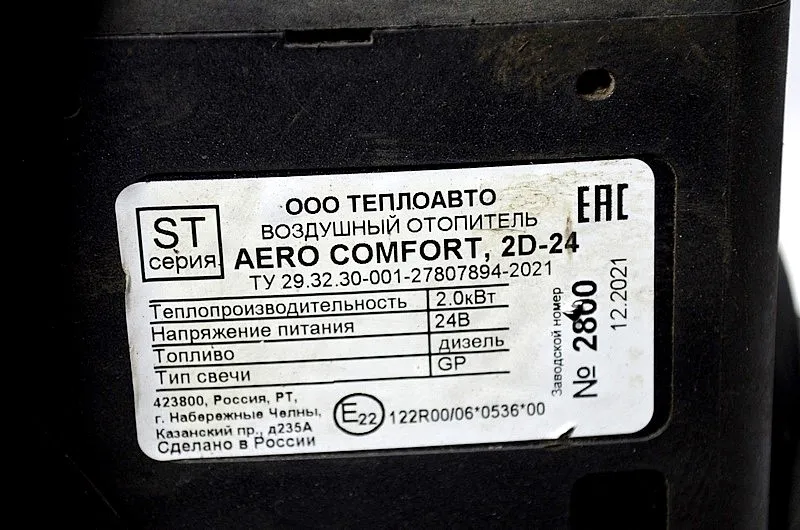 ST
серия
ООО ТЕПЛОАВТО
ВОЗДУШНЫЙ ОТОПИТЕЛЬ
AERO COMFORT, 2D-24
ТУ 29.32.30-001-27807894-2021
EAC
Теплопроизводительность 2.0кВт
Напряжение питания 24В
Топливо дизель
Тип свечи GP
423800, Россия, РТ,
г. Набережные Челны,
Казанский пр., д235А
Сделано в России
E22 122R00/06*0536*00
Заводской номер
№ 2800
12.2021